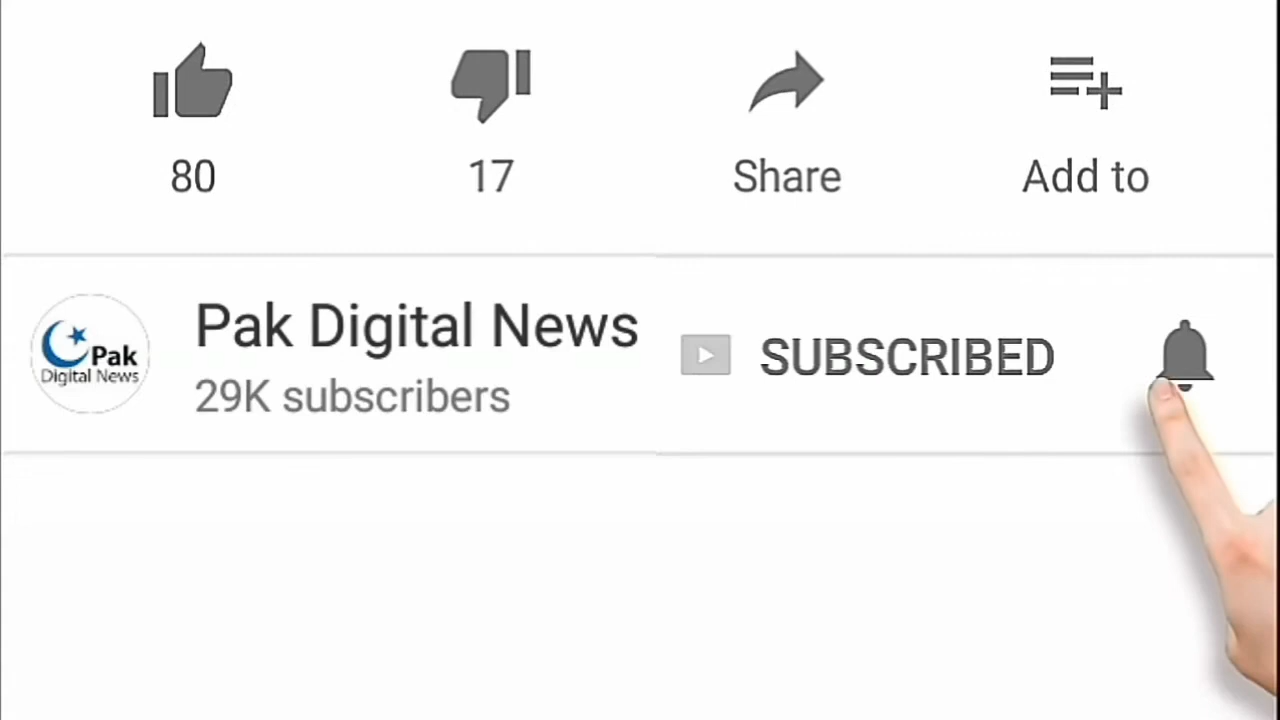 80
17
Share
Add to
Pak
Digital News
Pak Digital News
29K subscribers
SUBSCRIBED